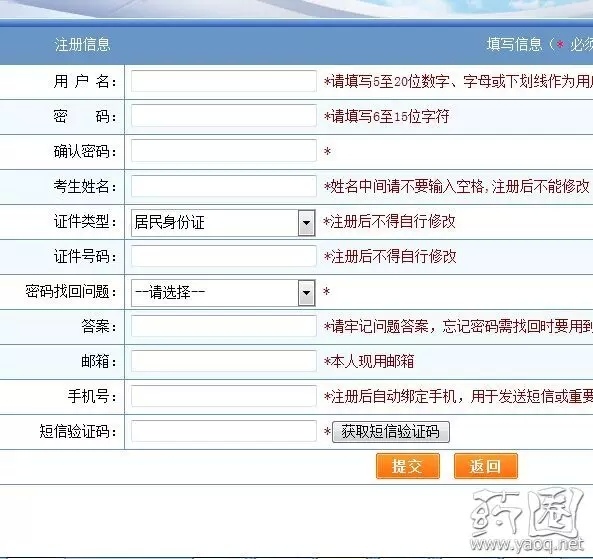 注册信息 填写信息（* 必
用 户 名： *请填写5至20位数字、字母或下划线作为用
密 码： *请填写6至15位字符
确认密码： *
考生姓名： *姓名中间请不要输入空格,注册后不能修改
证件类型： 居民身份证 *注册后不得自行修改
证件号码： *注册后不得自行修改
密码找回问题： --请选择-- *
答案： *请牢记问题答案，忘记密码需找回时要用到
邮箱： *本人现用邮箱
手机号： *注册后自动绑定手机，用于发送短信或重要
短信验证码： * 获取短信验证码
提交 返回
药圈
www.yaoq.net